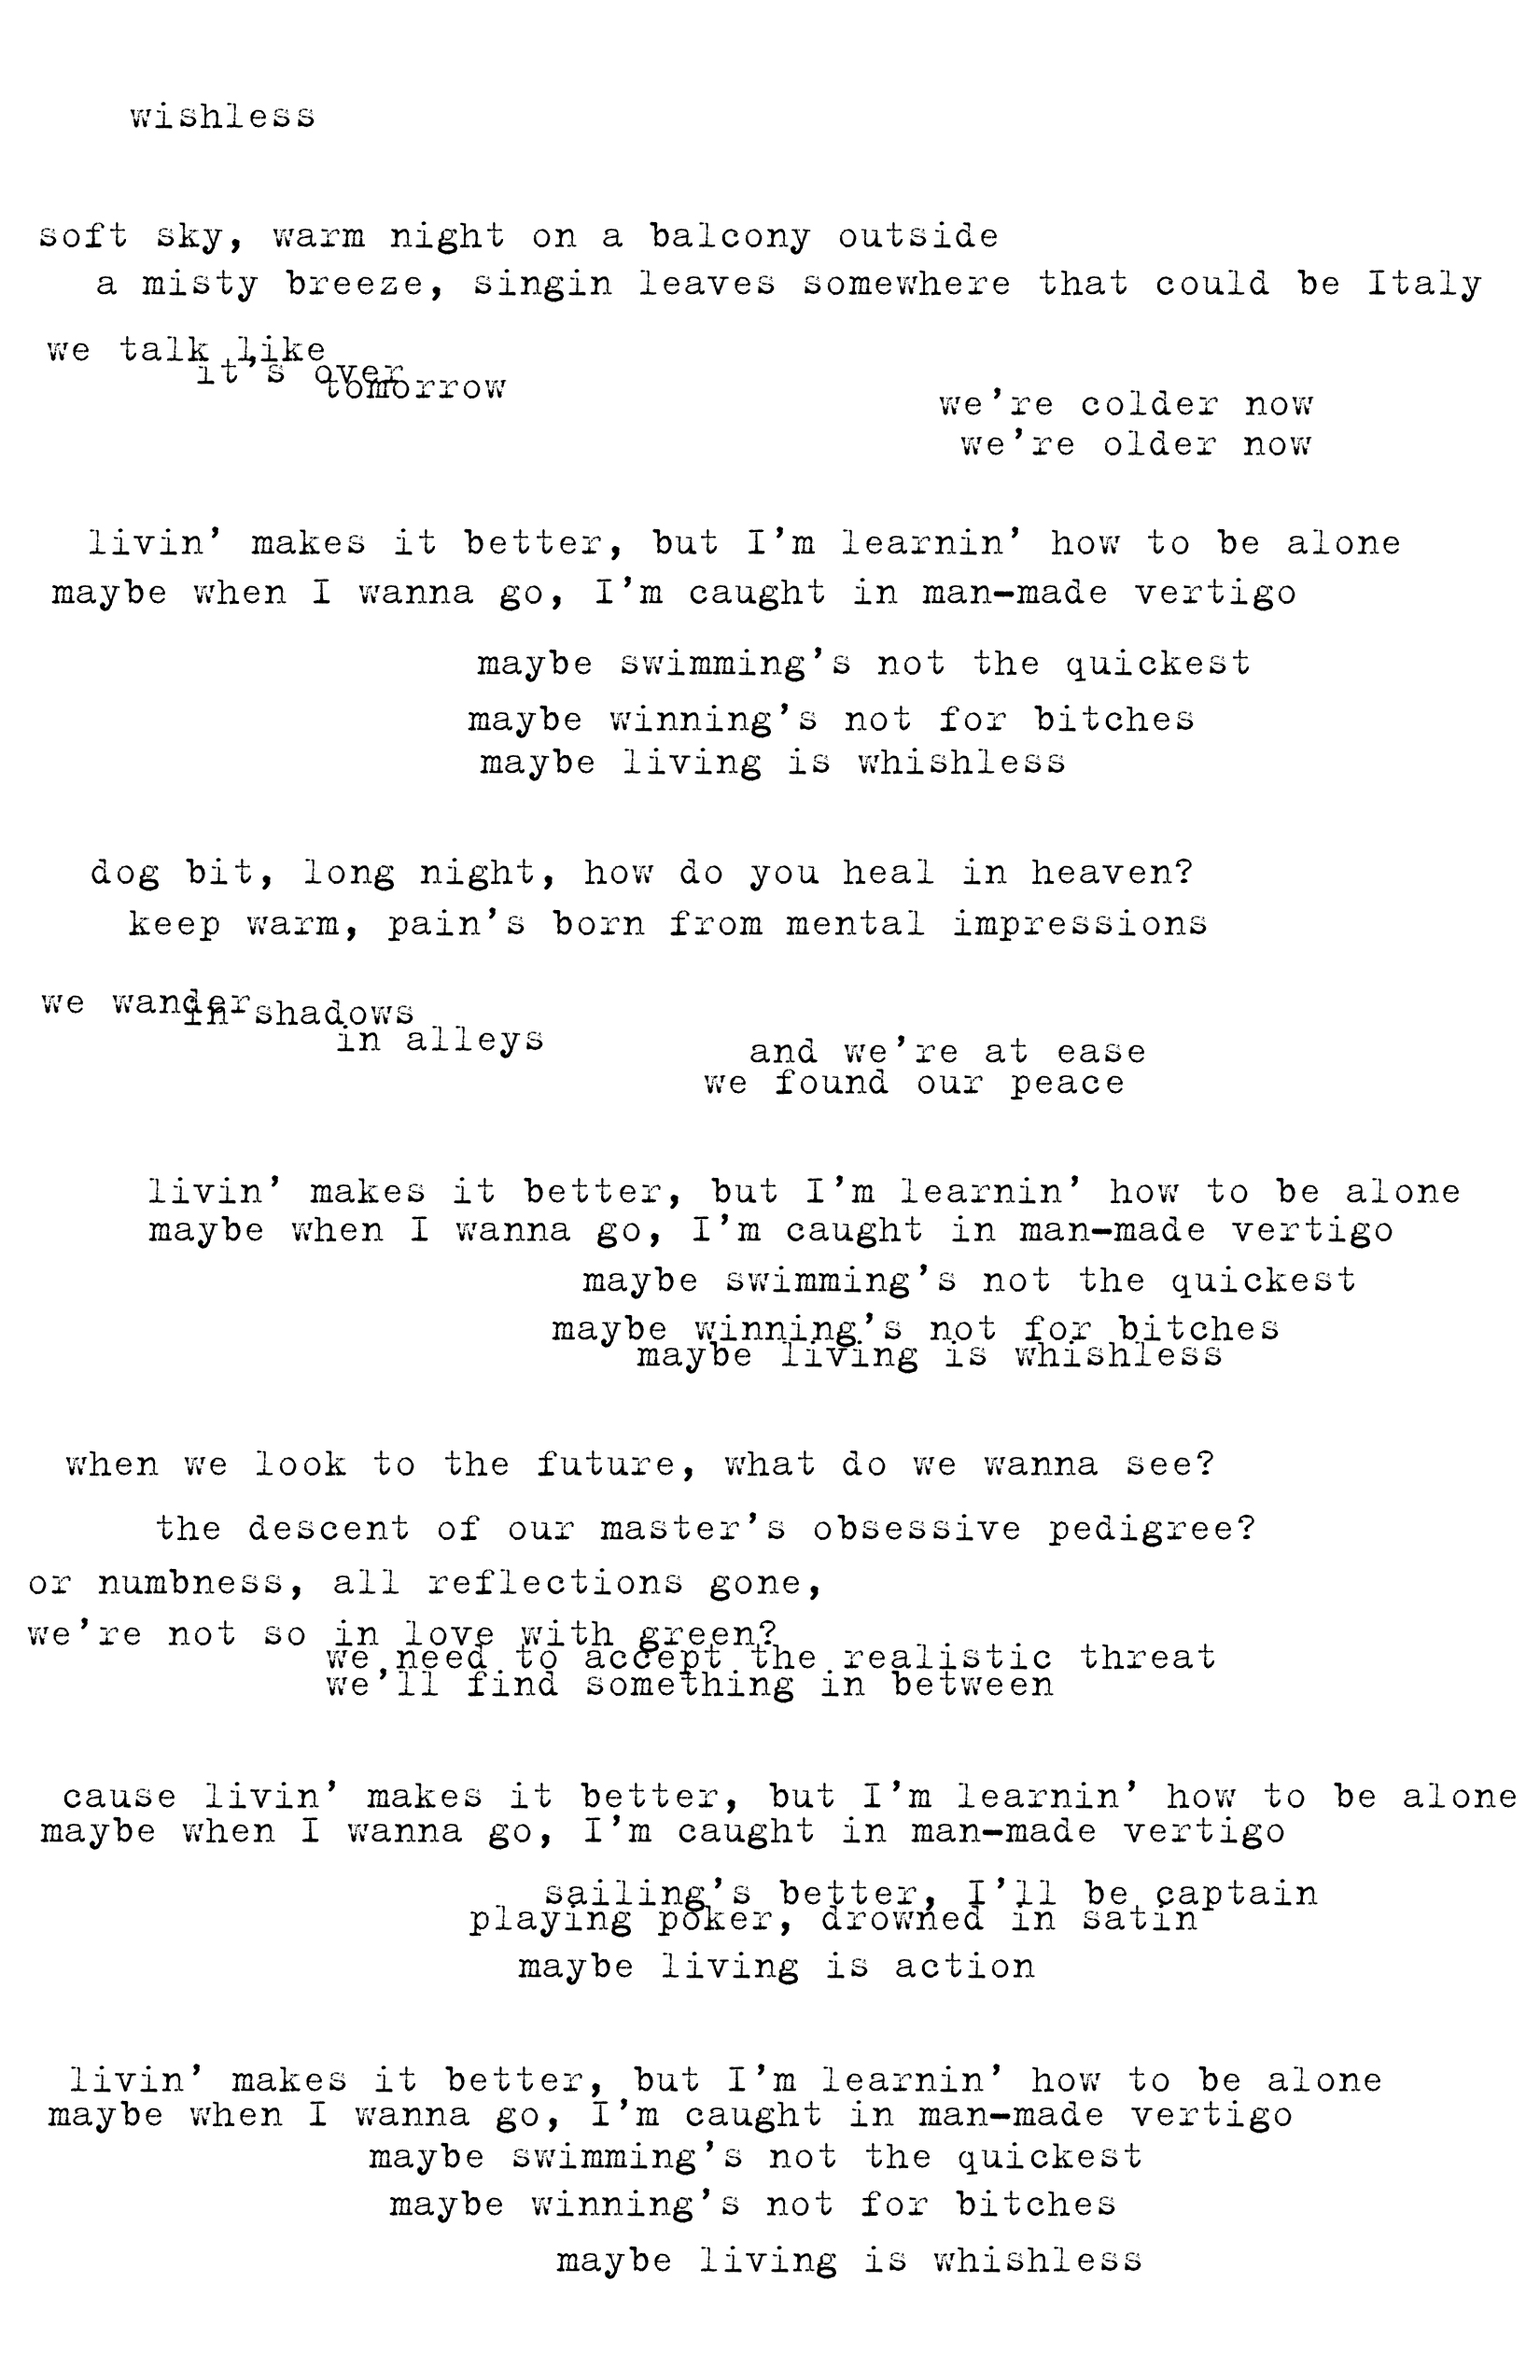 wishless
soft sky, warm night on a balcony outside
a misty breeze, singin leaves somewhere that could be Italy
we talk like
it's over
tomorrow
we're colder now
we're older now
livin' makes it better, but I'm learnin' how to be alone
maybe when I wanna go, I'm caught in man-made vertigo
maybe swimming's not the quickest
maybe winning's not for bitches
maybe living is whishless
dog bit, long night, how do you heal in heaven?
keep warm, pain's born from mental impressions
we wander
in shadows
in alleys
and we're at ease
we found our peace
livin' makes it better, but I'm learnin' how to be alone
maybe when I wanna go, I'm caught in man-made vertigo
maybe swimming's not the quickest
maybe winning's not for bitches
maybe living is whishless
when we look to the future, what do we wanna see?
the descent of our master's obsessive pedigree?
or numbness, all reflections gone,
we're not so in love with green?
we need to accept the realistic threat
we'll find something in between
cause livin' makes it better, but I'm learnin' how to be alone
maybe when I wanna go, I'm caught in man-made vertigo
sailing's better, I'll be captain
playing poker, drowned in satin
maybe living is action
livin' makes it better, but I'm learnin' how to be alone
maybe when I wanna go, I'm caught in man-made vertigo
maybe swimming's not the quickest
maybe winning's not for bitches
maybe living is whishless